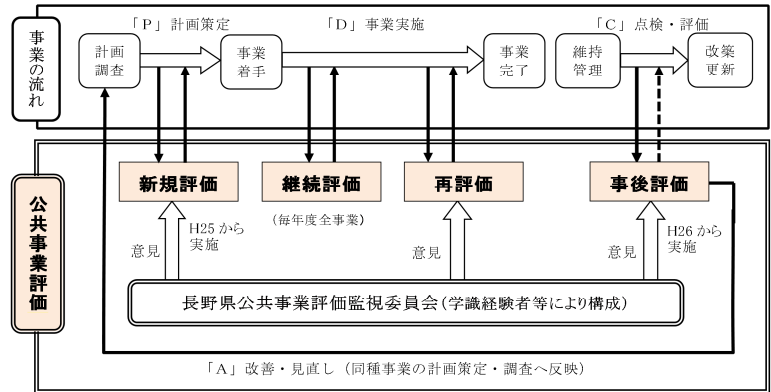 「P」計画策定
「D」事業実施
「C」点検・評価
事業の流れ
計画
調査
事業
着手
事業
完了
維持
管理
改築
更新
公共事業評価
新規評価
継続評価
再評価
事後評価
(毎年度全事業)
意見
H25から
実施
意見
意見
H26から
実施
長野県公共事業評価監視委員会(学識経験者等により構成)
「A」改善・見直し(同種事業の計画策定・調査へ反映)